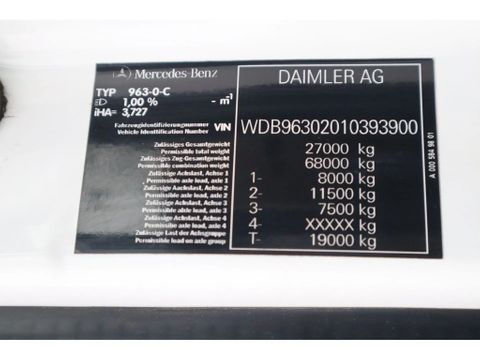 Mercedes-Benz
DAIMLER AG
TYP 963-0-C
1,00 % - m⁻¹
iHA= 3,727
Fahrzeugidentifizierungsnummer
Vehicle Identification Number VIN WDB96302010393900
Zulässiges Gesamtgewicht
Permissible total weight 27000 kg
Zulässiges Zug-Gesamtgewicht
Permissible combination weight 68000 kg
Zulässige Achslast, Achse 1
Permissible axle load, axle 1 1- 8000 kg
Zulässige Achslast, Achse 2
Permissible axle load, axle 2 2- 11500 kg
Zulässige Achslast, Achse 3
Permissible axle load, axle 3 3- 7500 kg
Zulässige Achslast, Achse 4
Permissible axle load, axle 4 4- XXXXX kg
Zulässige Last der Achsgruppe
Permissible load on axle group T- 19000 kg
A 000 584 98 01